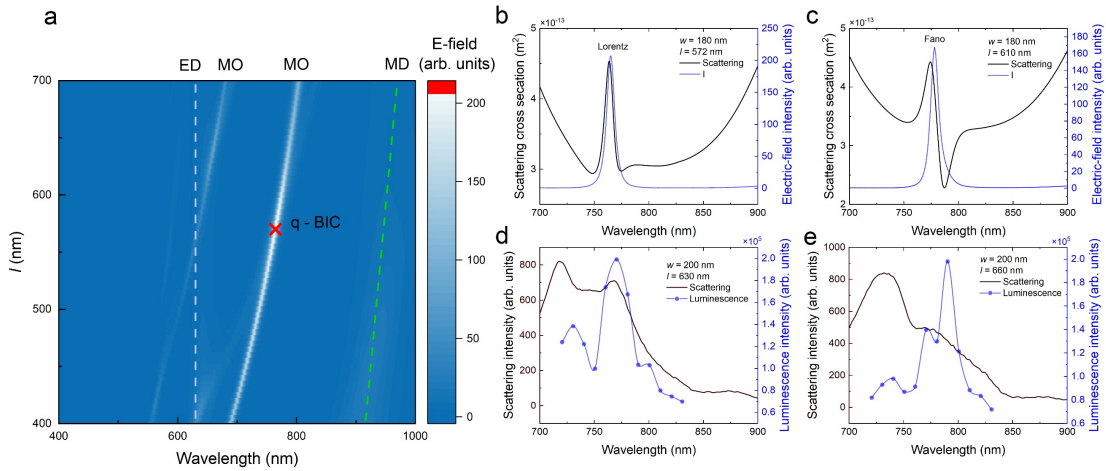 a
E-field
(arb. units)
ED
MO
MO
MD
700
600
500
400
l (nm)
q - BIC
400
600
800
1000
Wavelength (nm)
200
100
0
b
×10⁻¹³
5
4
3
Scattering cross section (m²)
Lorentz
w = 180 nm
l = 572 nm
Scattering
I
250
200
150
100
50
0
Electric-field intensity (arb. units)
700
750
800
850
900
Wavelength (nm)
c
×10⁻¹³
5
4
3
2
Scattering cross secation (m²)
Fano
w = 180 nm
l = 610 nm
Scattering
I
180
160
140
120
100
80
60
40
20
0
Electric-field intensity (arb. units)
700
750
800
850
900
Wavelength (nm)
d
800
600
400
200
0
Scattering intensity (arb. units)
w = 200 nm
l = 630 nm
Scattering
Luminescence
×10⁵
2.0
1.8
1.6
1.4
1.2
1.0
0.8
0.6
Luminescence intensity (arb. units)
700
750
800
850
900
Wavelength (nm)
e
1000
800
600
400
200
0
Scattering intensity (arb. units)
w = 200 nm
l = 660 nm
Scattering
Luminescence
×10⁵
2.0
1.8
1.6
1.4
1.2
1.0
0.8
0.6
Luminescence intensity (arb. units)
700
750
800
850
900
Wavelength (nm)